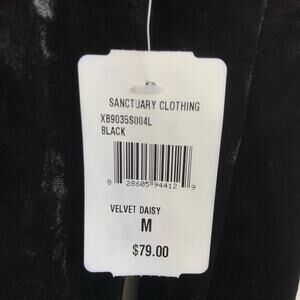 SANCTUARY CLOTHING
XB9035S004L
BLACK
8 28605 94412 9
VELVET DAISY
M
$79.00